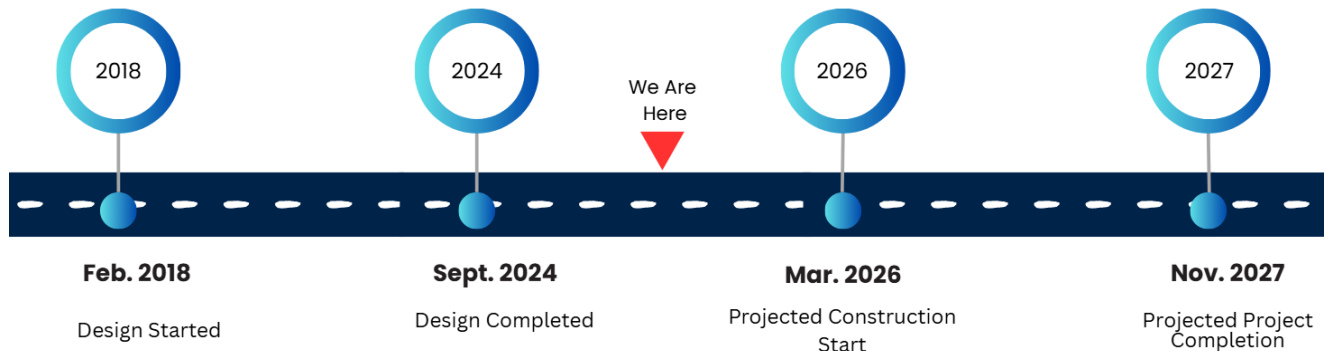 2018
2024
We Are
Here
2026
2027
Feb. 2018
Sept. 2024
Mar. 2026
Nov. 2027
Design Started
Design Completed
Projected Construction
Start
Projected Project
Completion